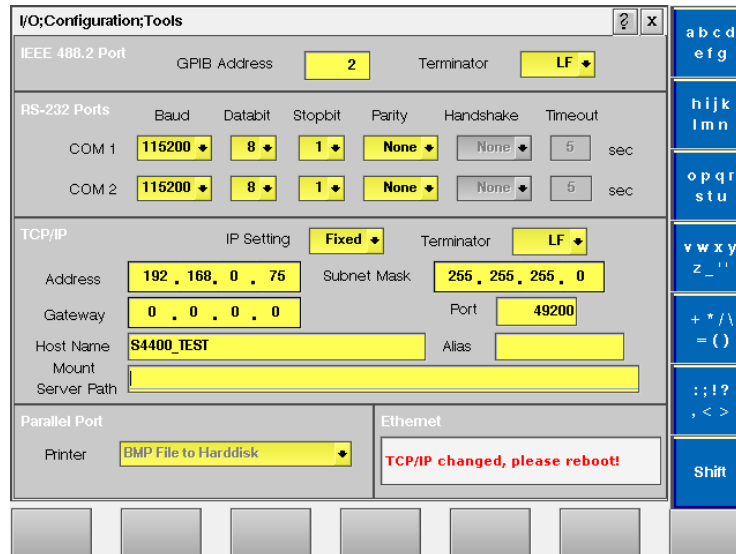 I/O;Configuration;Tools ? x
IEEE 488.2 Port
GPIB Address 2 Terminator LF
RS-232 Ports Baud Databit Stopbit Parity Handshake Timeout
COM 1 115200 8 1 None None 5 sec
COM 2 115200 8 1 None None 5 sec
TCP/IP IP Setting Fixed Terminator LF
Address 192 . 168 . 0 . 75 Subnet Mask 255 . 255 . 255 . 0
Gateway 0 . 0 . 0 . 0 Port 49200
Host Name S4400_TEST Alias
Mount
Server Path
Parallel Port Ethernet
Printer BMP File to Harddisk
TCP/IP changed, please reboot!
a b c d
e f g
h i j k
l m n
o p q r
s t u
v w x y
z _ ' '
+ * / \
= ( )
: ; ! ?
, < >
Shift